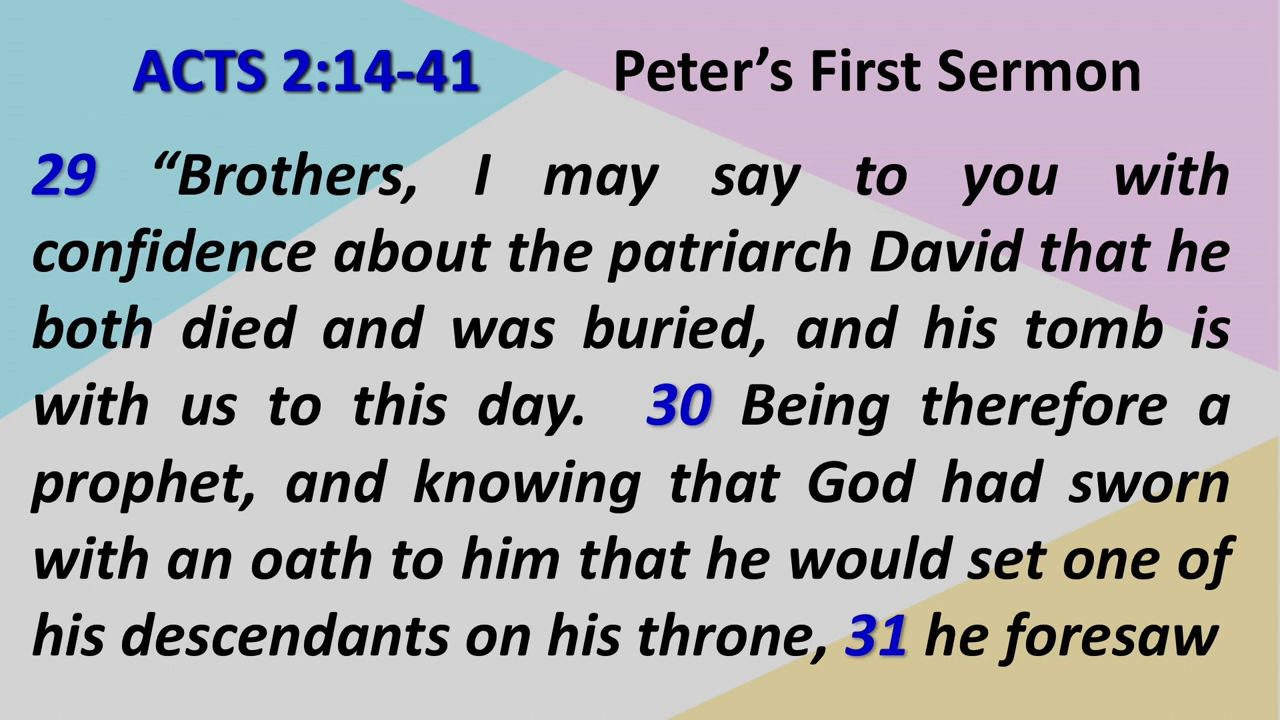 ACTS 2:14-41 Peter’s First Sermon
29 “Brothers, I may say to you with
confidence about the patriarch David that he
both died and was buried, and his tomb is
with us to this day. 30 Being therefore a
prophet, and knowing that God had sworn
with an oath to him that he would set one of
his descendants on his throne, 31 he foresaw